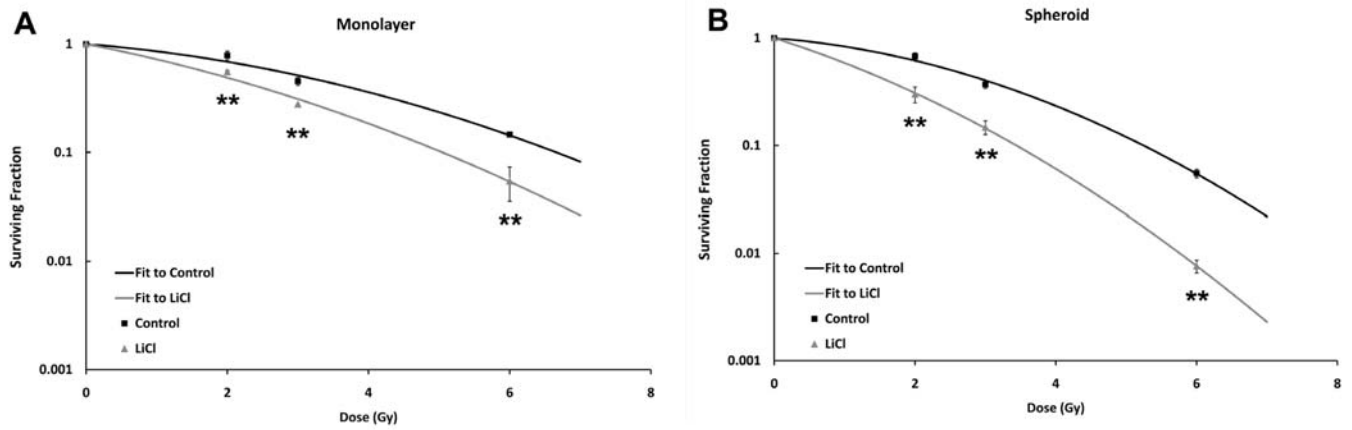 A
Monolayer
Surviving Fraction
1
0.1
0.01
0.001
**
**
**
Fit to Control
Fit to LiCl
Control
LiCl
0 2 4 6 8
Dose (Gy)
B
Spheroid
Surviving Fraction
1
0.1
0.01
0.001
**
**
**
Fit to Control
Fit to LiCl
Control
LiCl
0 2 4 6 8
Dose (Gy)